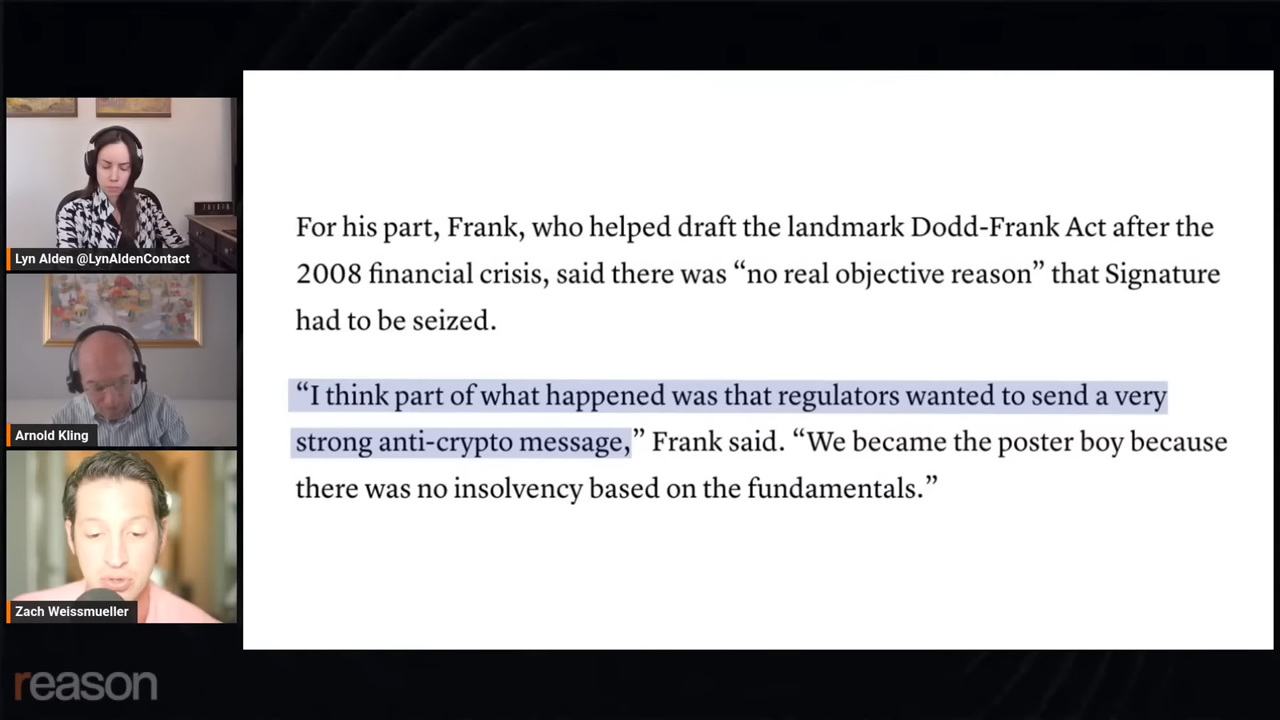 Lyn Alden @LynAldenContact
Arnold Kling
Zach Weissmueller
reason
For his part, Frank, who helped draft the landmark Dodd-Frank Act after the
2008 financial crisis, said there was “no real objective reason” that Signature
had to be seized.
“I think part of what happened was that regulators wanted to send a very
strong anti-crypto message,” Frank said. “We became the poster boy because
there was no insolvency based on the fundamentals.”